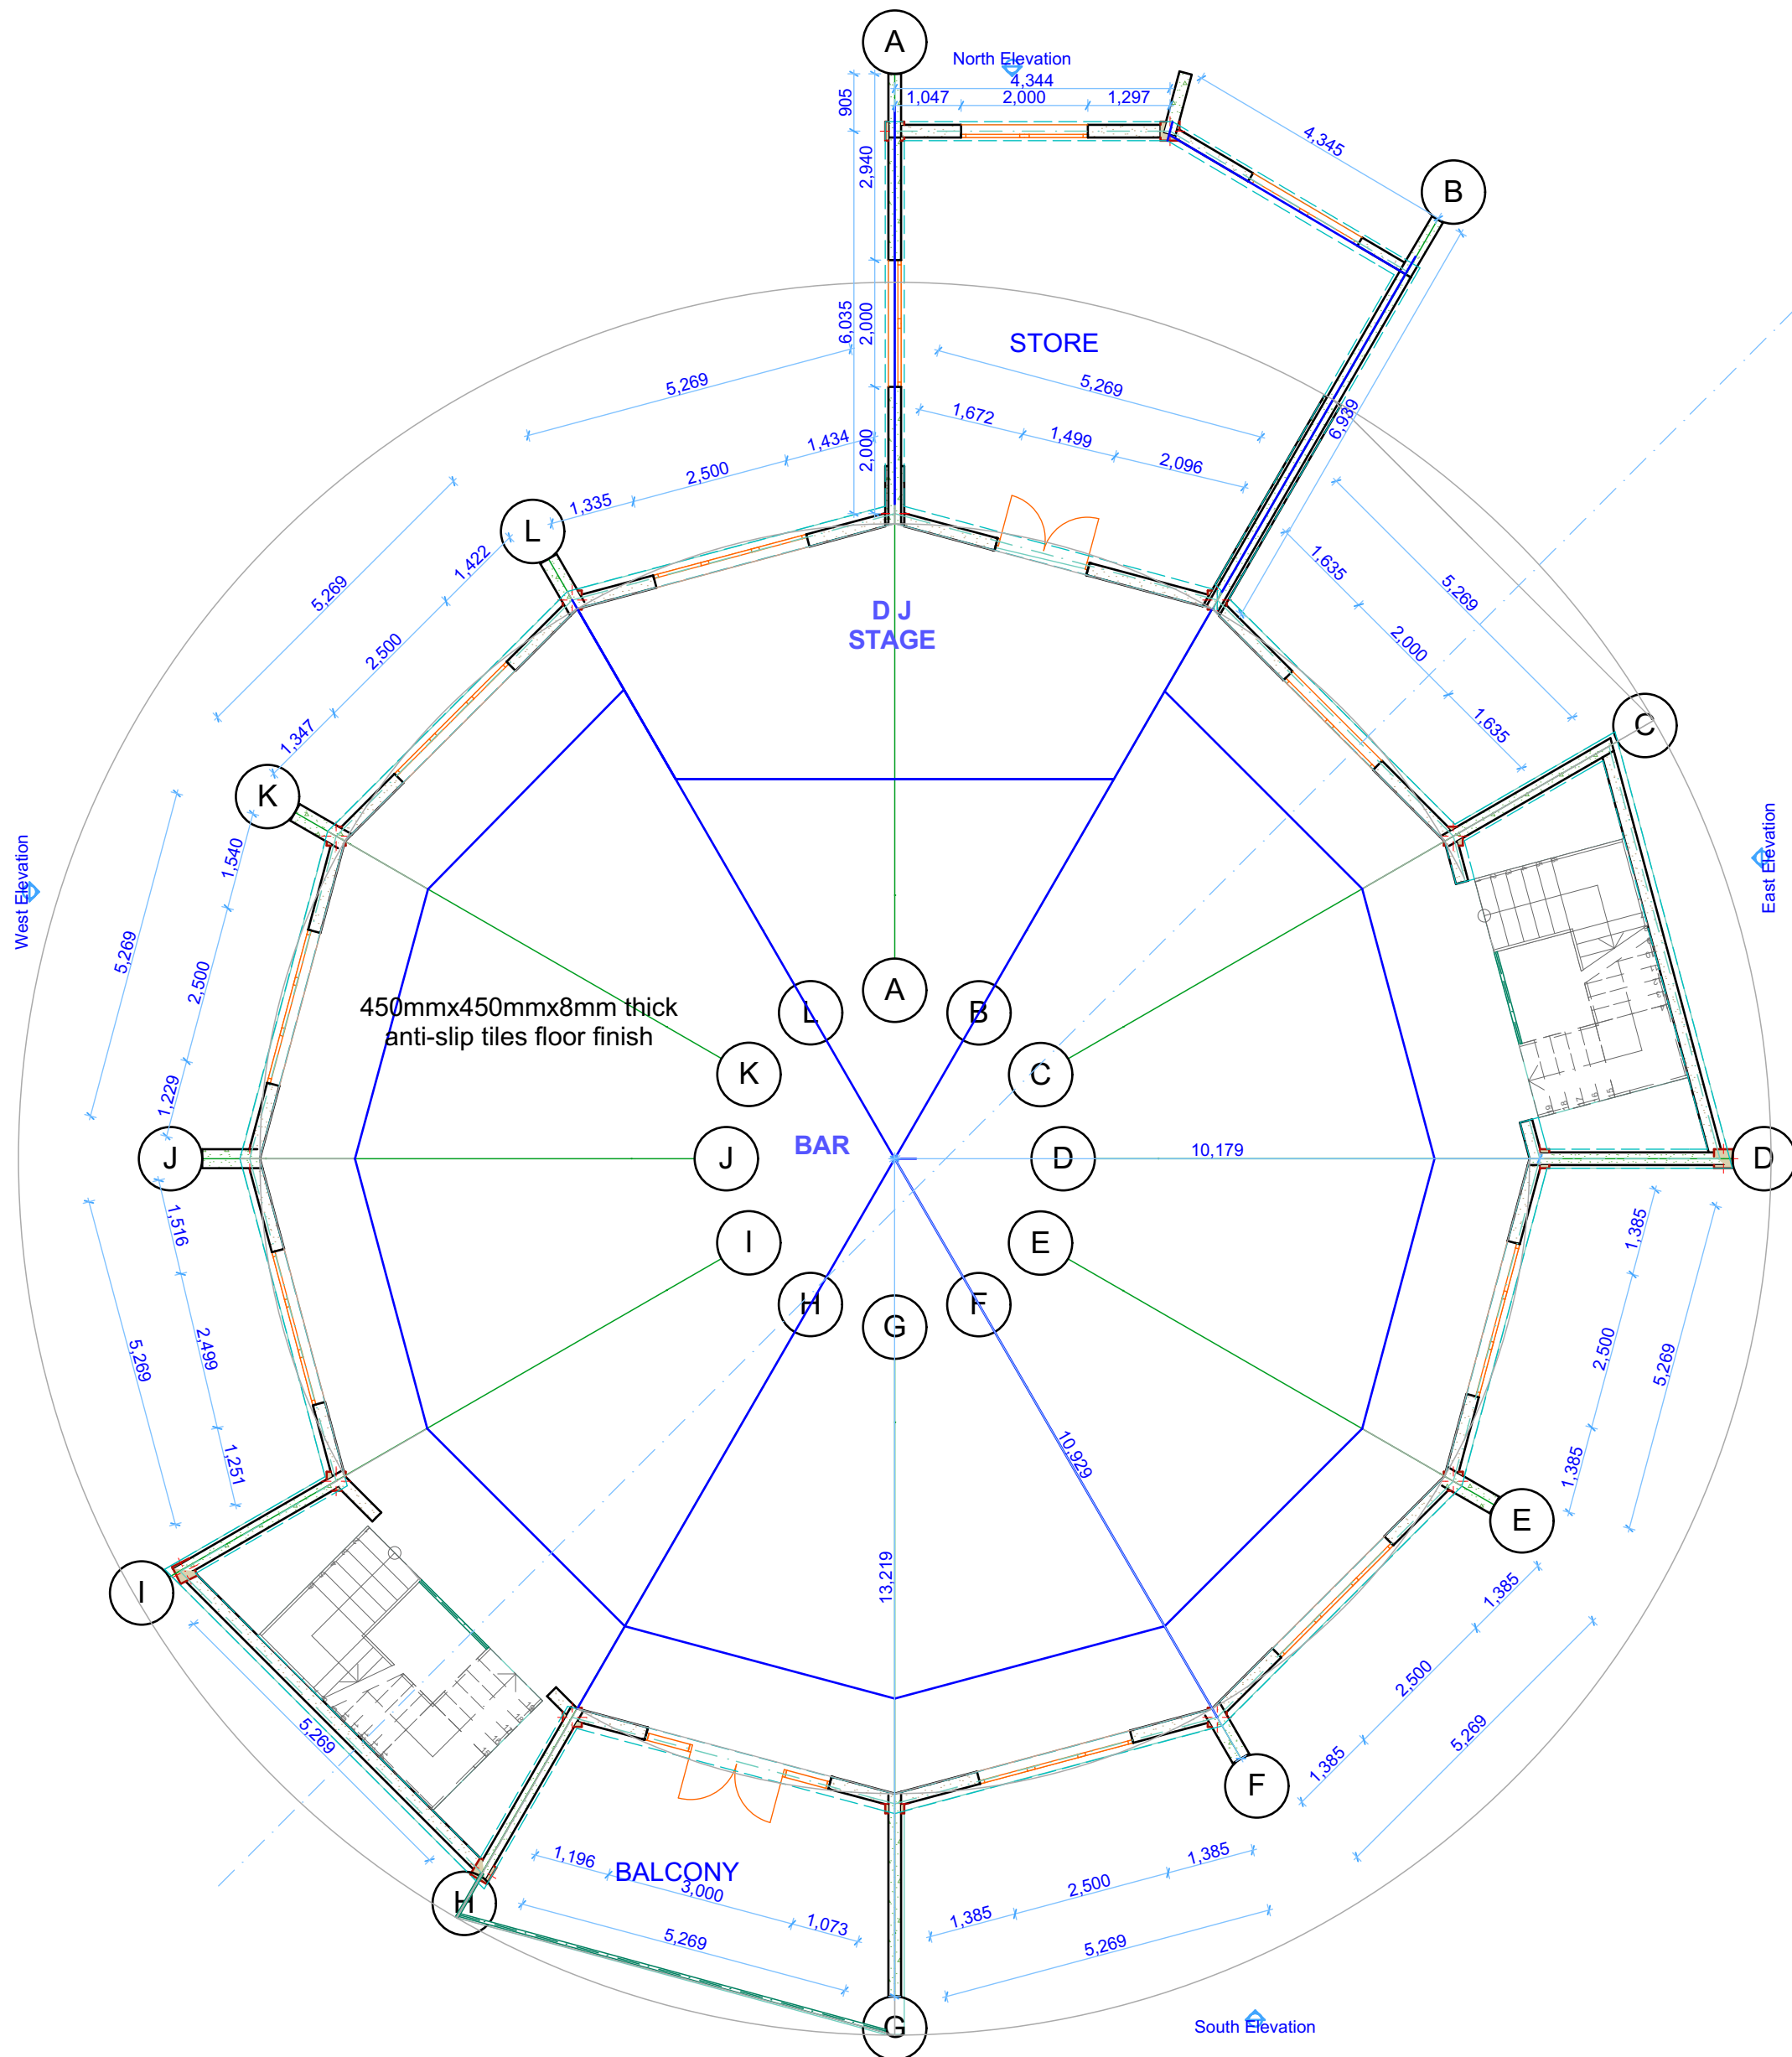 A
North Elevation
4,344
1,047
2,000
1,297
905
4,345
B
2,940
6,035
2,000
STORE
5,269
5,269
1,672
1,499
2,096
6,939
1,434
2,000
2,500
1,335
L
1,422
5,269
2,500
1,347
K
D J
STAGE
1,635
5,269
2,000
1,635
C
West Elevation
East Elevation
1,540
5,269
2,500
1,229
450mmx450mmx8mm thick
anti-slip tiles floor finish
A
L
B
K
C
J
J
BAR
D
10,179
D
I
E
H
F
G
1,516
5,269
2,499
1,251
1,385
2,500
5,269
1,385
10,929
E
I
13,219
1,385
2,500
5,269
1,385
F
5,269
H
1,196
BALCONY
3,000
1,073
5,269
1,385
2,500
1,385
5,269
G
South Elevation